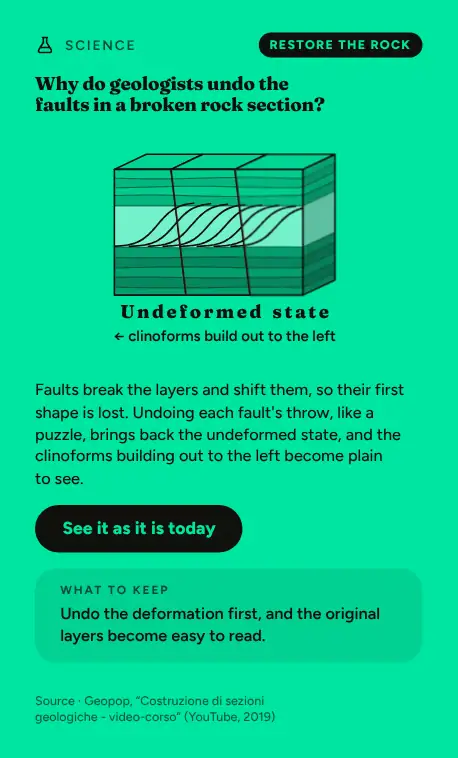 SCIENCE
RESTORE THE ROCK
Why do geologists undo the
faults in a broken rock section?
Undeformed state
← clinoforms build out to the left
Faults break the layers and shift them, so their first
shape is lost. Undoing each fault's throw, like a
puzzle, brings back the undeformed state, and the
clinoforms building out to the left become plain
to see.
See it as it is today
WHAT TO KEEP
Undo the deformation first, and the original
layers become easy to read.
Source · Geopop, “Costruzione di sezioni
geologiche - video-corso” (YouTube, 2019)